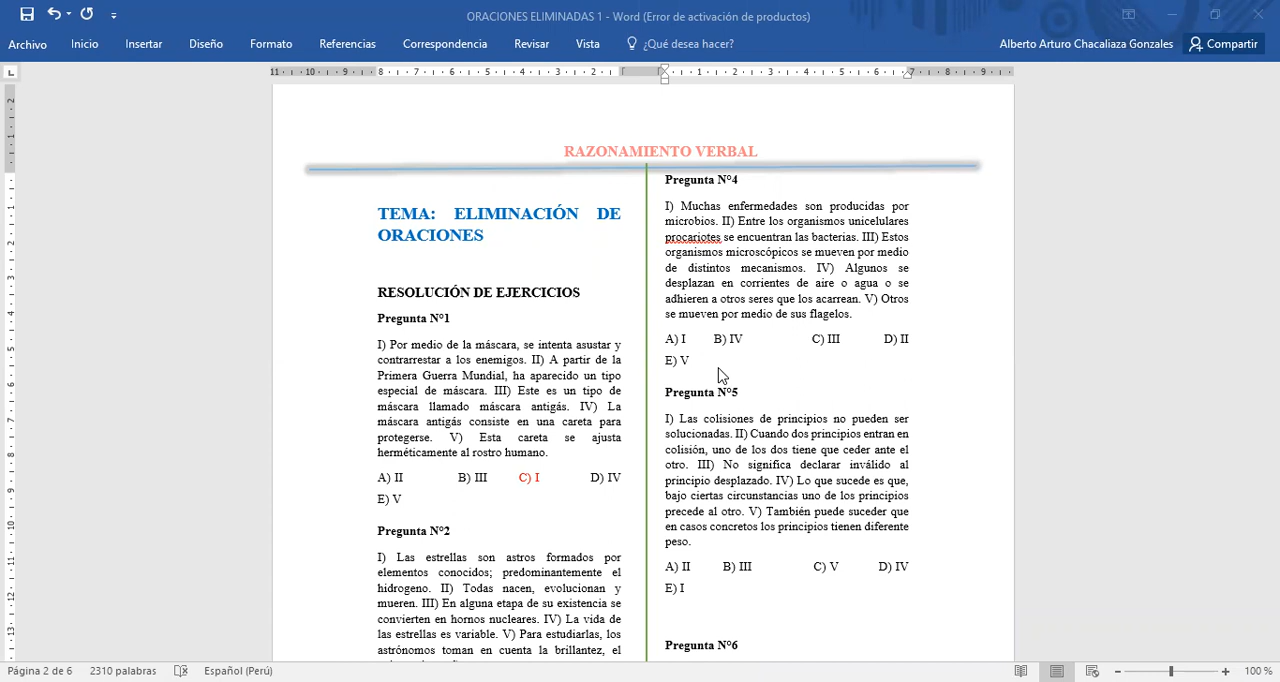 ORACIONES ELIMINADAS 1 - Word (Error de activación de productos)
Archivo Inicio Insertar Diseño Formato Referencias Correspondencia Revisar Vista ¿Qué desea hacer? Alberto Arturo Chacaliaza Gonzales Compartir
RAZONAMIENTO VERBAL
TEMA: ELIMINACIÓN DE
ORACIONES
RESOLUCIÓN DE EJERCICIOS
Pregunta N°1
I) Por medio de la máscara, se intenta asustar y
contrarrestar a los enemigos. II) A partir de la
Primera Guerra Mundial, ha aparecido un tipo
especial de máscara. III) Este es un tipo de
máscara llamado máscara antigás. IV) La
máscara antigás consiste en una careta para
protegerse. V) Esta careta se ajusta
herméticamente al rostro humano.
A) II B) III C) I D) IV
E) V
Pregunta N°2
I) Las estrellas son astros formados por
elementos conocidos; predominantemente el
hidrogeno. II) Todas nacen, evolucionan y
mueren. III) En alguna etapa de su existencia se
convierten en hornos nucleares. IV) La vida de
las estrellas es variable. V) Para estudiarlas, los
astrónomos toman en cuenta la brillantez, el
Pregunta N°4
I) Muchas enfermedades son producidas por
microbios. II) Entre los organismos unicelulares
procariotes se encuentran las bacterias. III) Estos
organismos microscópicos se mueven por medio
de distintos mecanismos. IV) Algunos se
desplazan en corrientes de aire o agua o se
adhieren a otros seres que los acarrean. V) Otros
se mueven por medio de sus flagelos.
A) I B) IV C) III D) II
E) V
Pregunta N°5
I) Las colisiones de principios no pueden ser
solucionadas. II) Cuando dos principios entran en
colisión, uno de los dos tiene que ceder ante el
otro. III) No significa declarar inválido al
principio desplazado. IV) Lo que sucede es que,
bajo ciertas circunstancias uno de los principios
precede al otro. V) También puede suceder que
en casos concretos los principios tienen diferente
peso.
A) II B) III C) V D) IV
E) I
Pregunta N°6
Página 2 de 6 2310 palabras Español (Perú) 100 %